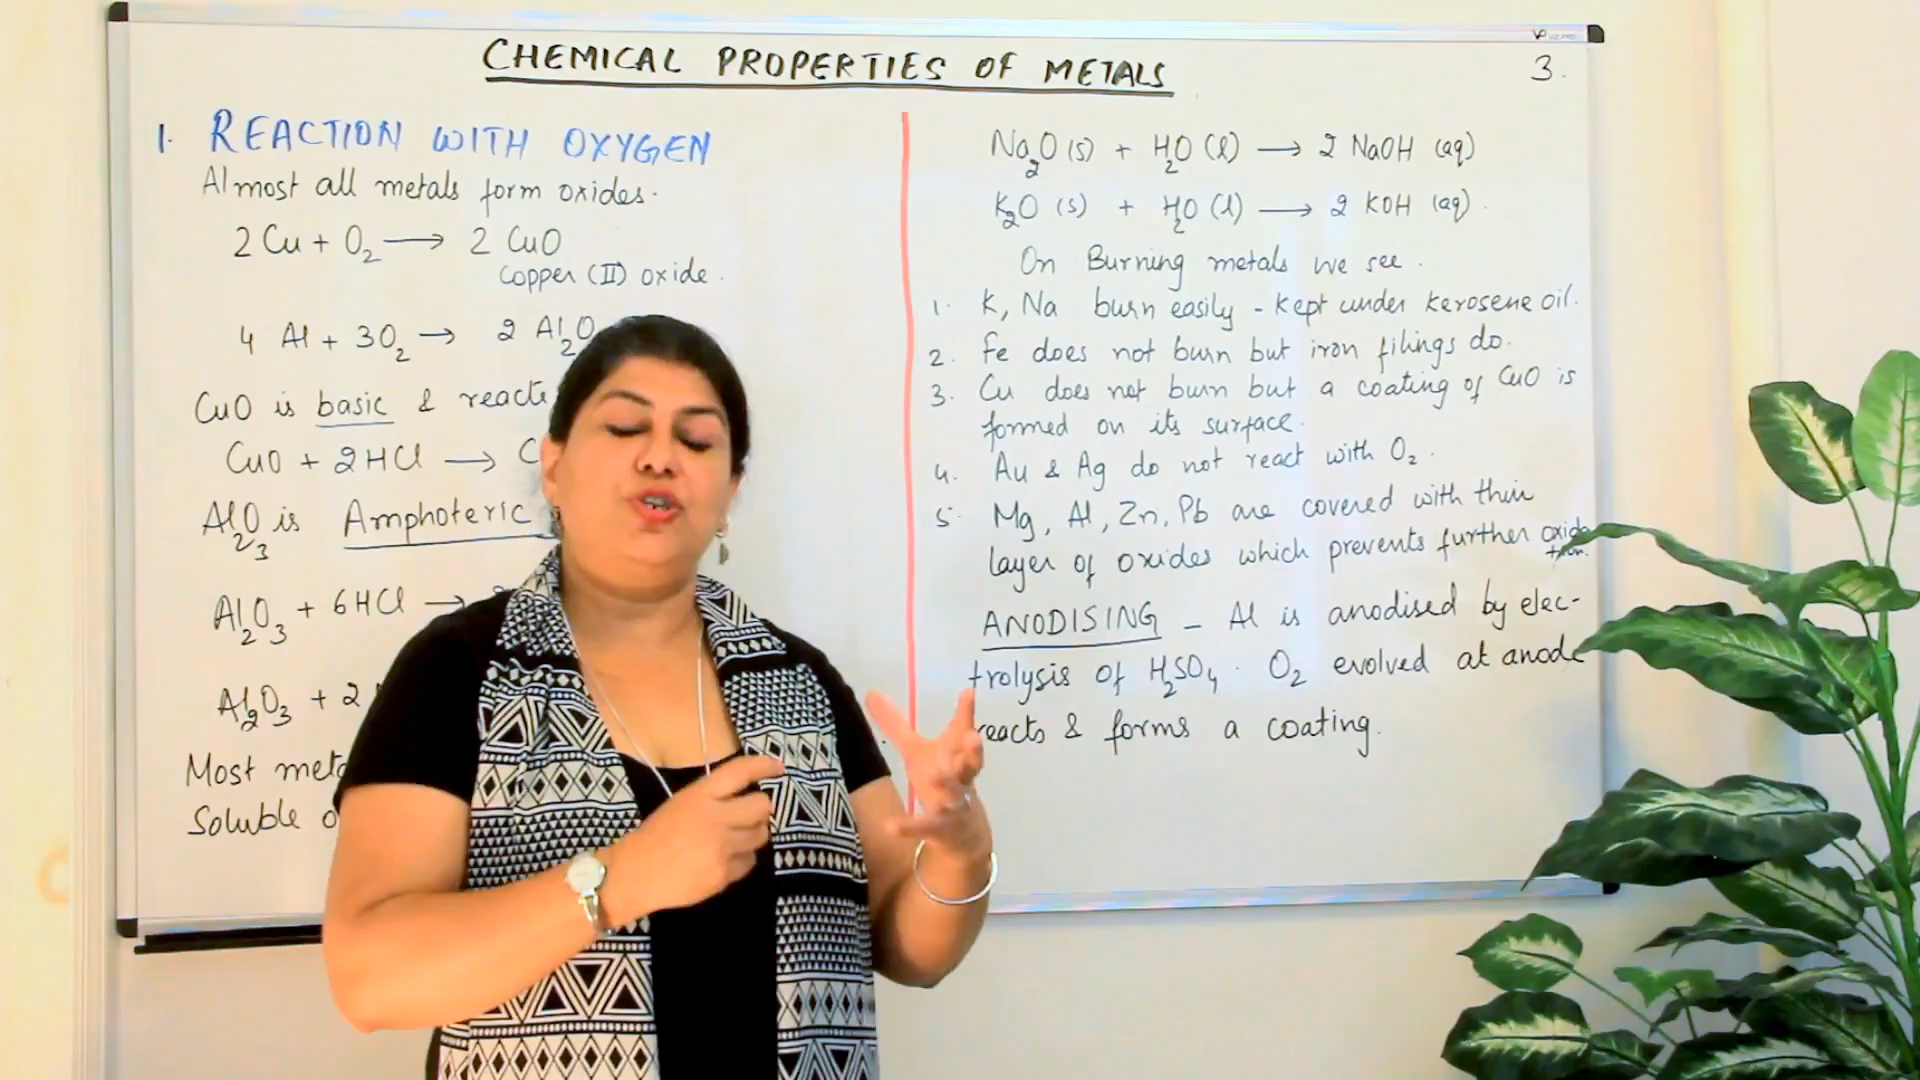 CHEMICAL PROPERTIES OF METALS
3.
1. REACTION WITH OXYGEN
Almost all metals form oxides.
2 Cu + O₂ ⟶ 2 CuO
Copper (II) oxide.
4 Al + 3O₂ → 2 Al₂O
CuO is basic & reacts
CuO + 2HCl ⟶ C
Al₂O₃ is Amphoteric
Al₂O₃ + 6HCl →
Al₂O₃ + 2
Most meta
Soluble
Na₂O (s) + H₂O (l) ⟶ 2 NaOH (aq)
K₂O (s) + H₂O (l) ⟶ 2 KOH (aq).
On Burning metals we see.
1. K, Na burn easily - kept under kerosene oil.
2. Fe does not burn but iron filings do.
3. Cu does not burn but a coating of CuO is
formed on its surface.
4. Au & Ag do not react with O₂.
5. Mg, Al, Zn, Pb are covered with thin
layer of oxides which prevents further oxida
tion.
ANODISING - Al is anodised by elec-
trolysis of H₂SO₄. O₂ evolved at anode
reacts & forms a coating.